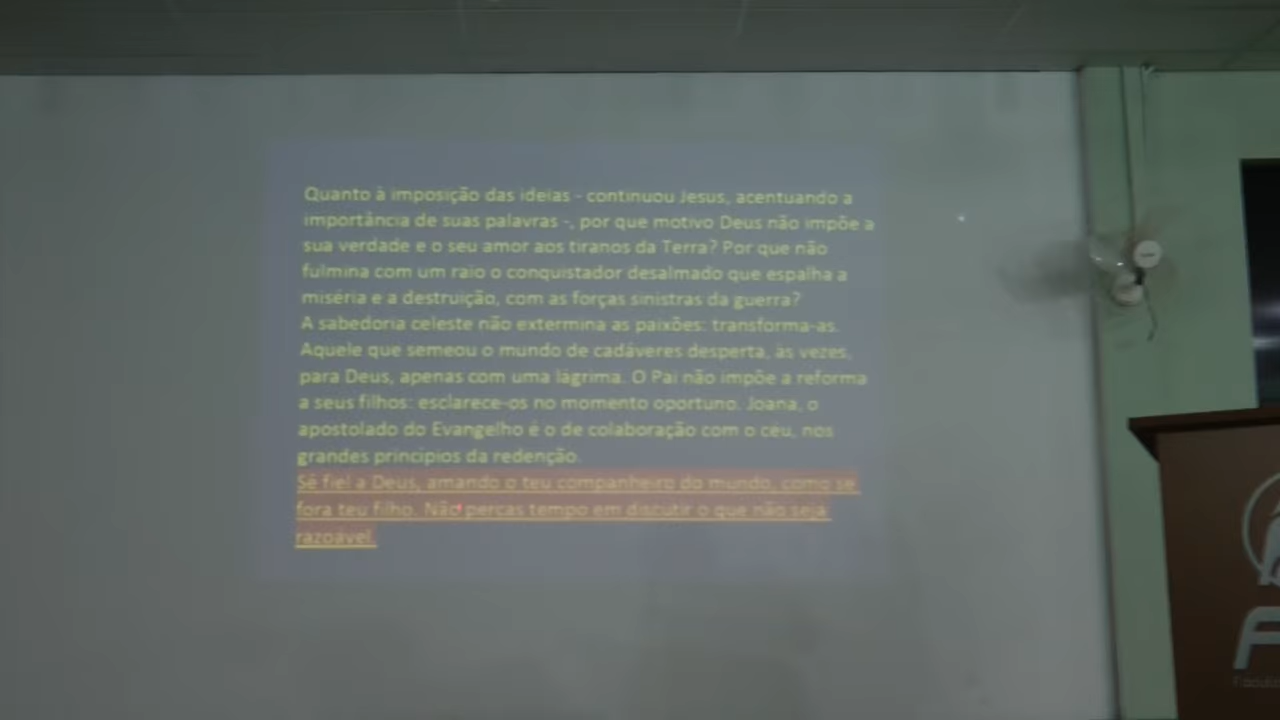 Quanto à imposição das ideias - continuou Jesus, acentuando a
importância de suas palavras -, por que motivo Deus não impõe a
sua verdade e o seu amor aos tiranos da Terra? Por que não
fulmina com um raio o conquistador desalmado que espalha a
miséria e a destruição, com as forças sinistras da guerra?
A sabedoria celeste não extermina as paixões: transforma-as.
Aquele que semeou o mundo de cadáveres desperta, às vezes,
para Deus, apenas com uma lágrima. O Pai não impõe a reforma
a seus filhos: esclarece-os no momento oportuno. Joana, o
apostolado do Evangelho é o de colaboração com o céu, nos
grandes princípios da redenção.
Sê fiel a Deus, amando o teu companheiro do mundo, como se
fora teu filho. Não percas tempo em discutir o que não seja
razoável.